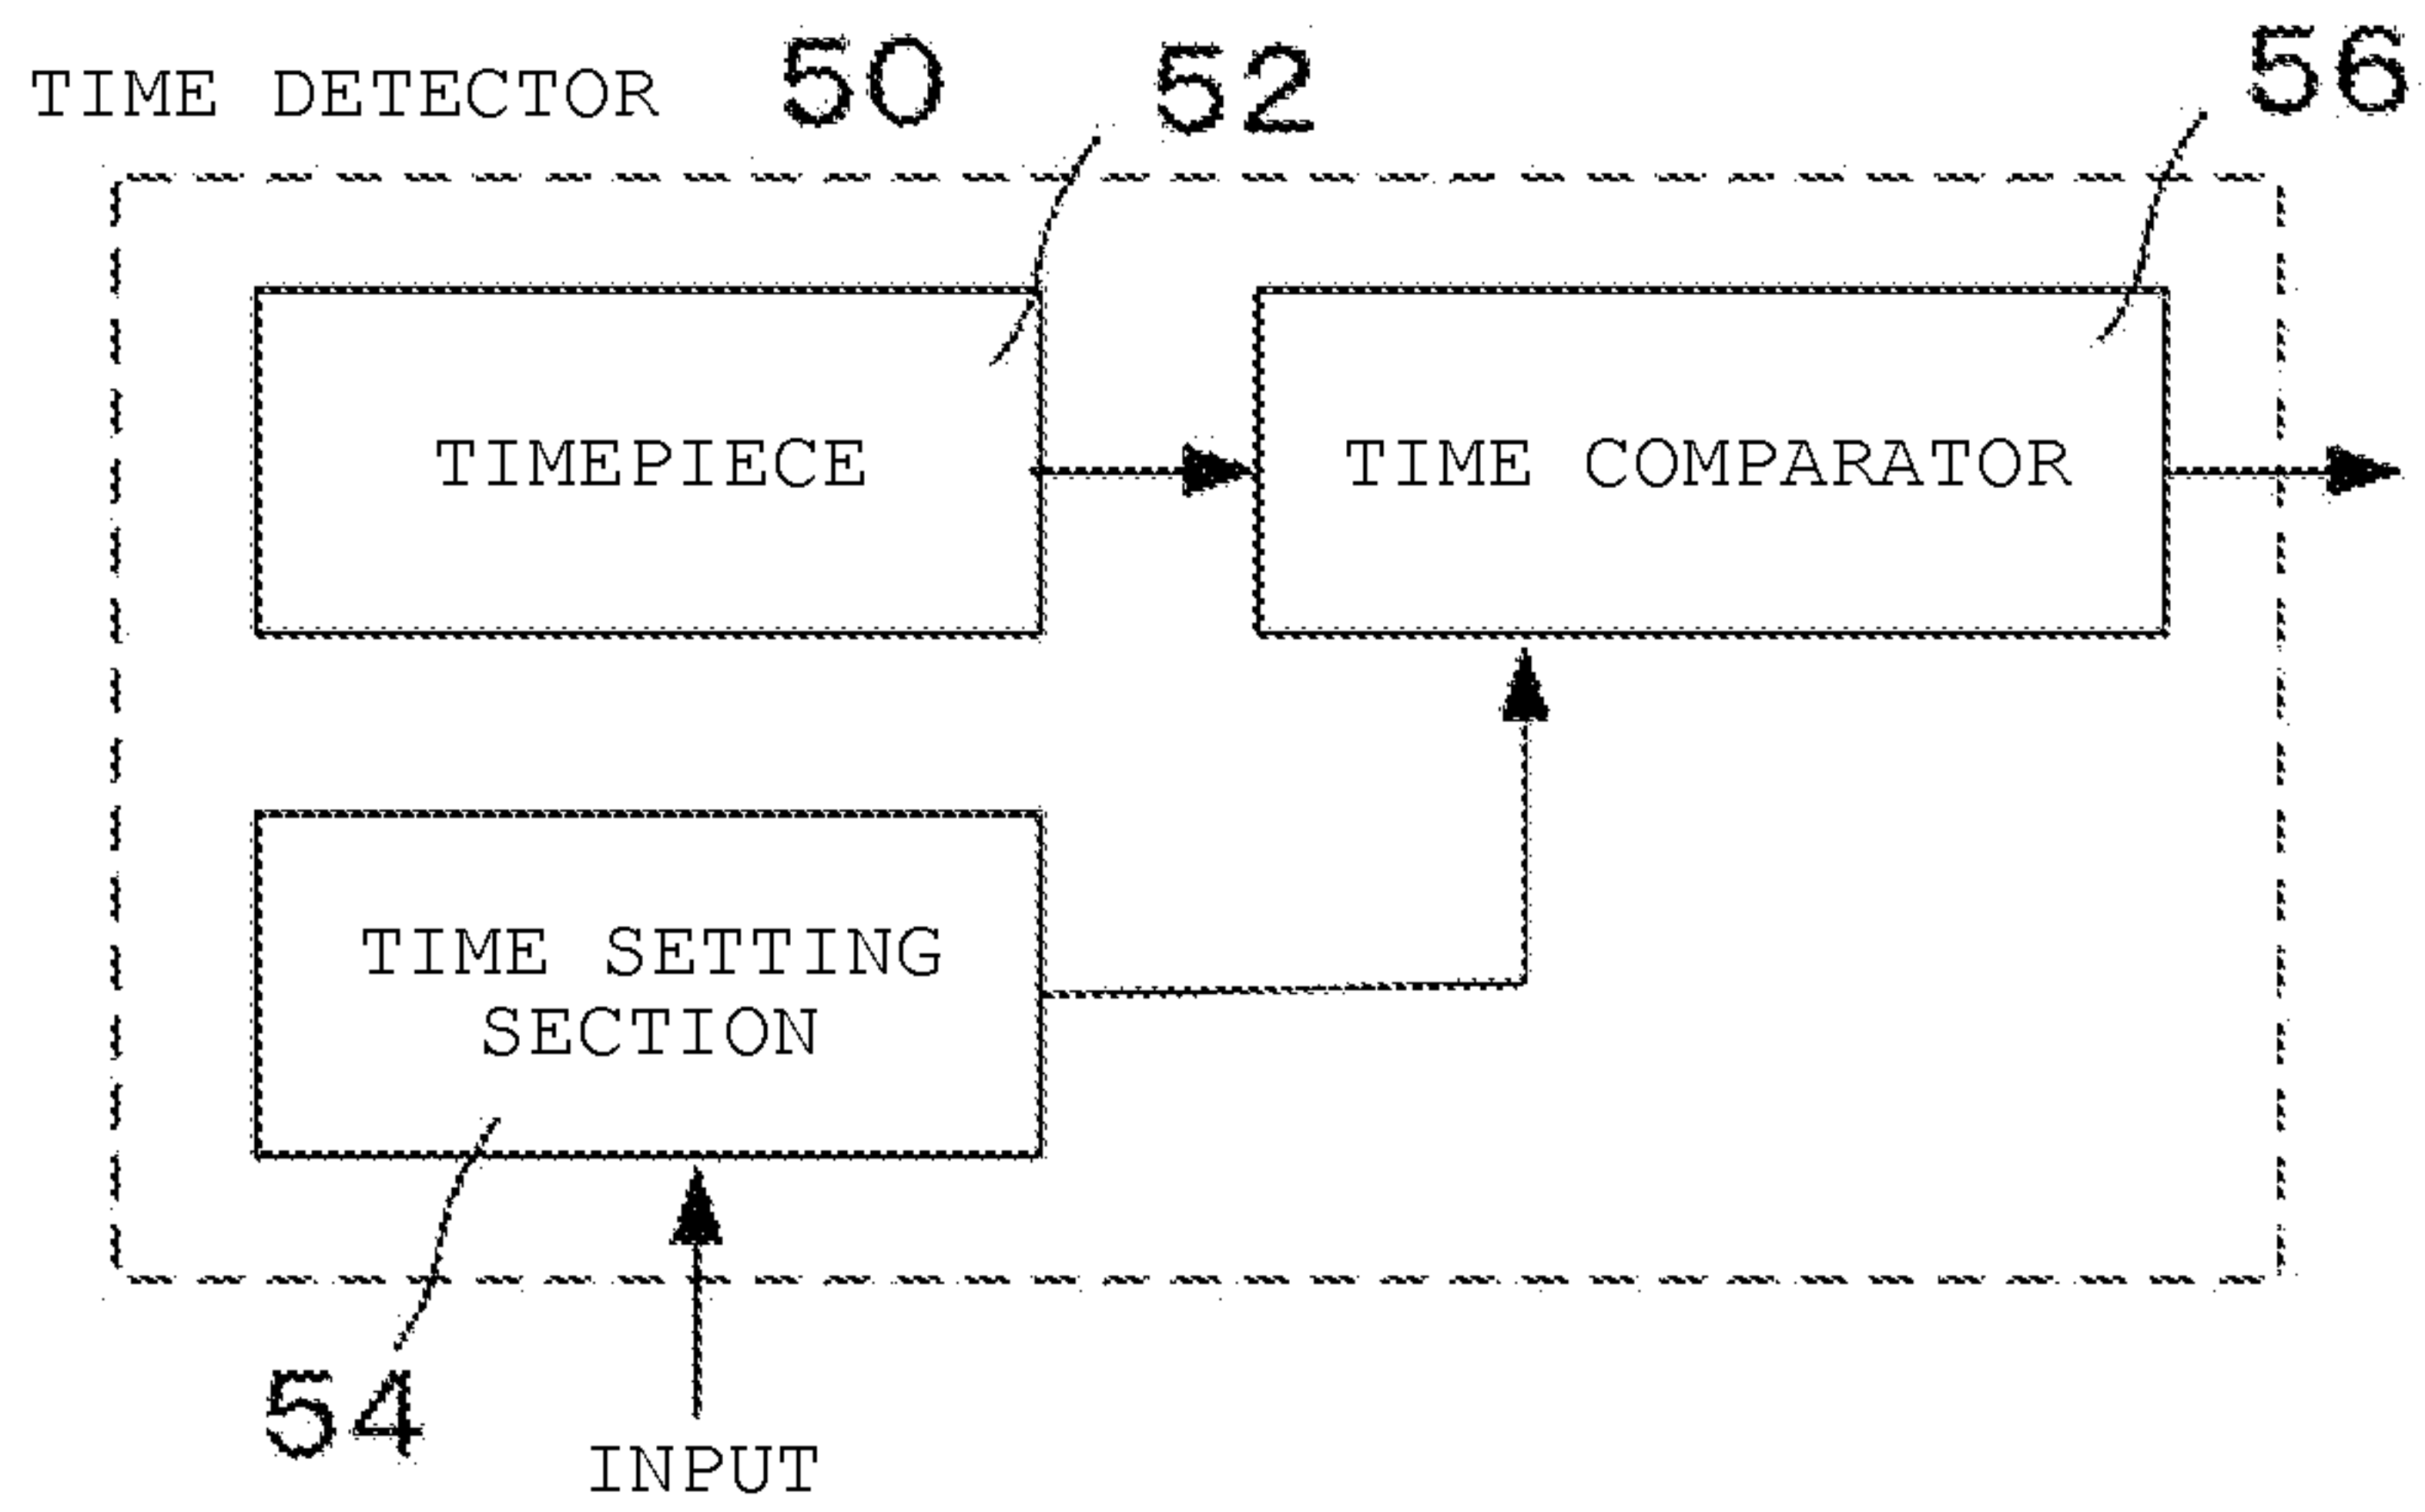 TIME DETECTOR 50 52 56
TIMEPIECE
TIME COMPARATOR
TIME SETTING
SECTION
54
INPUT